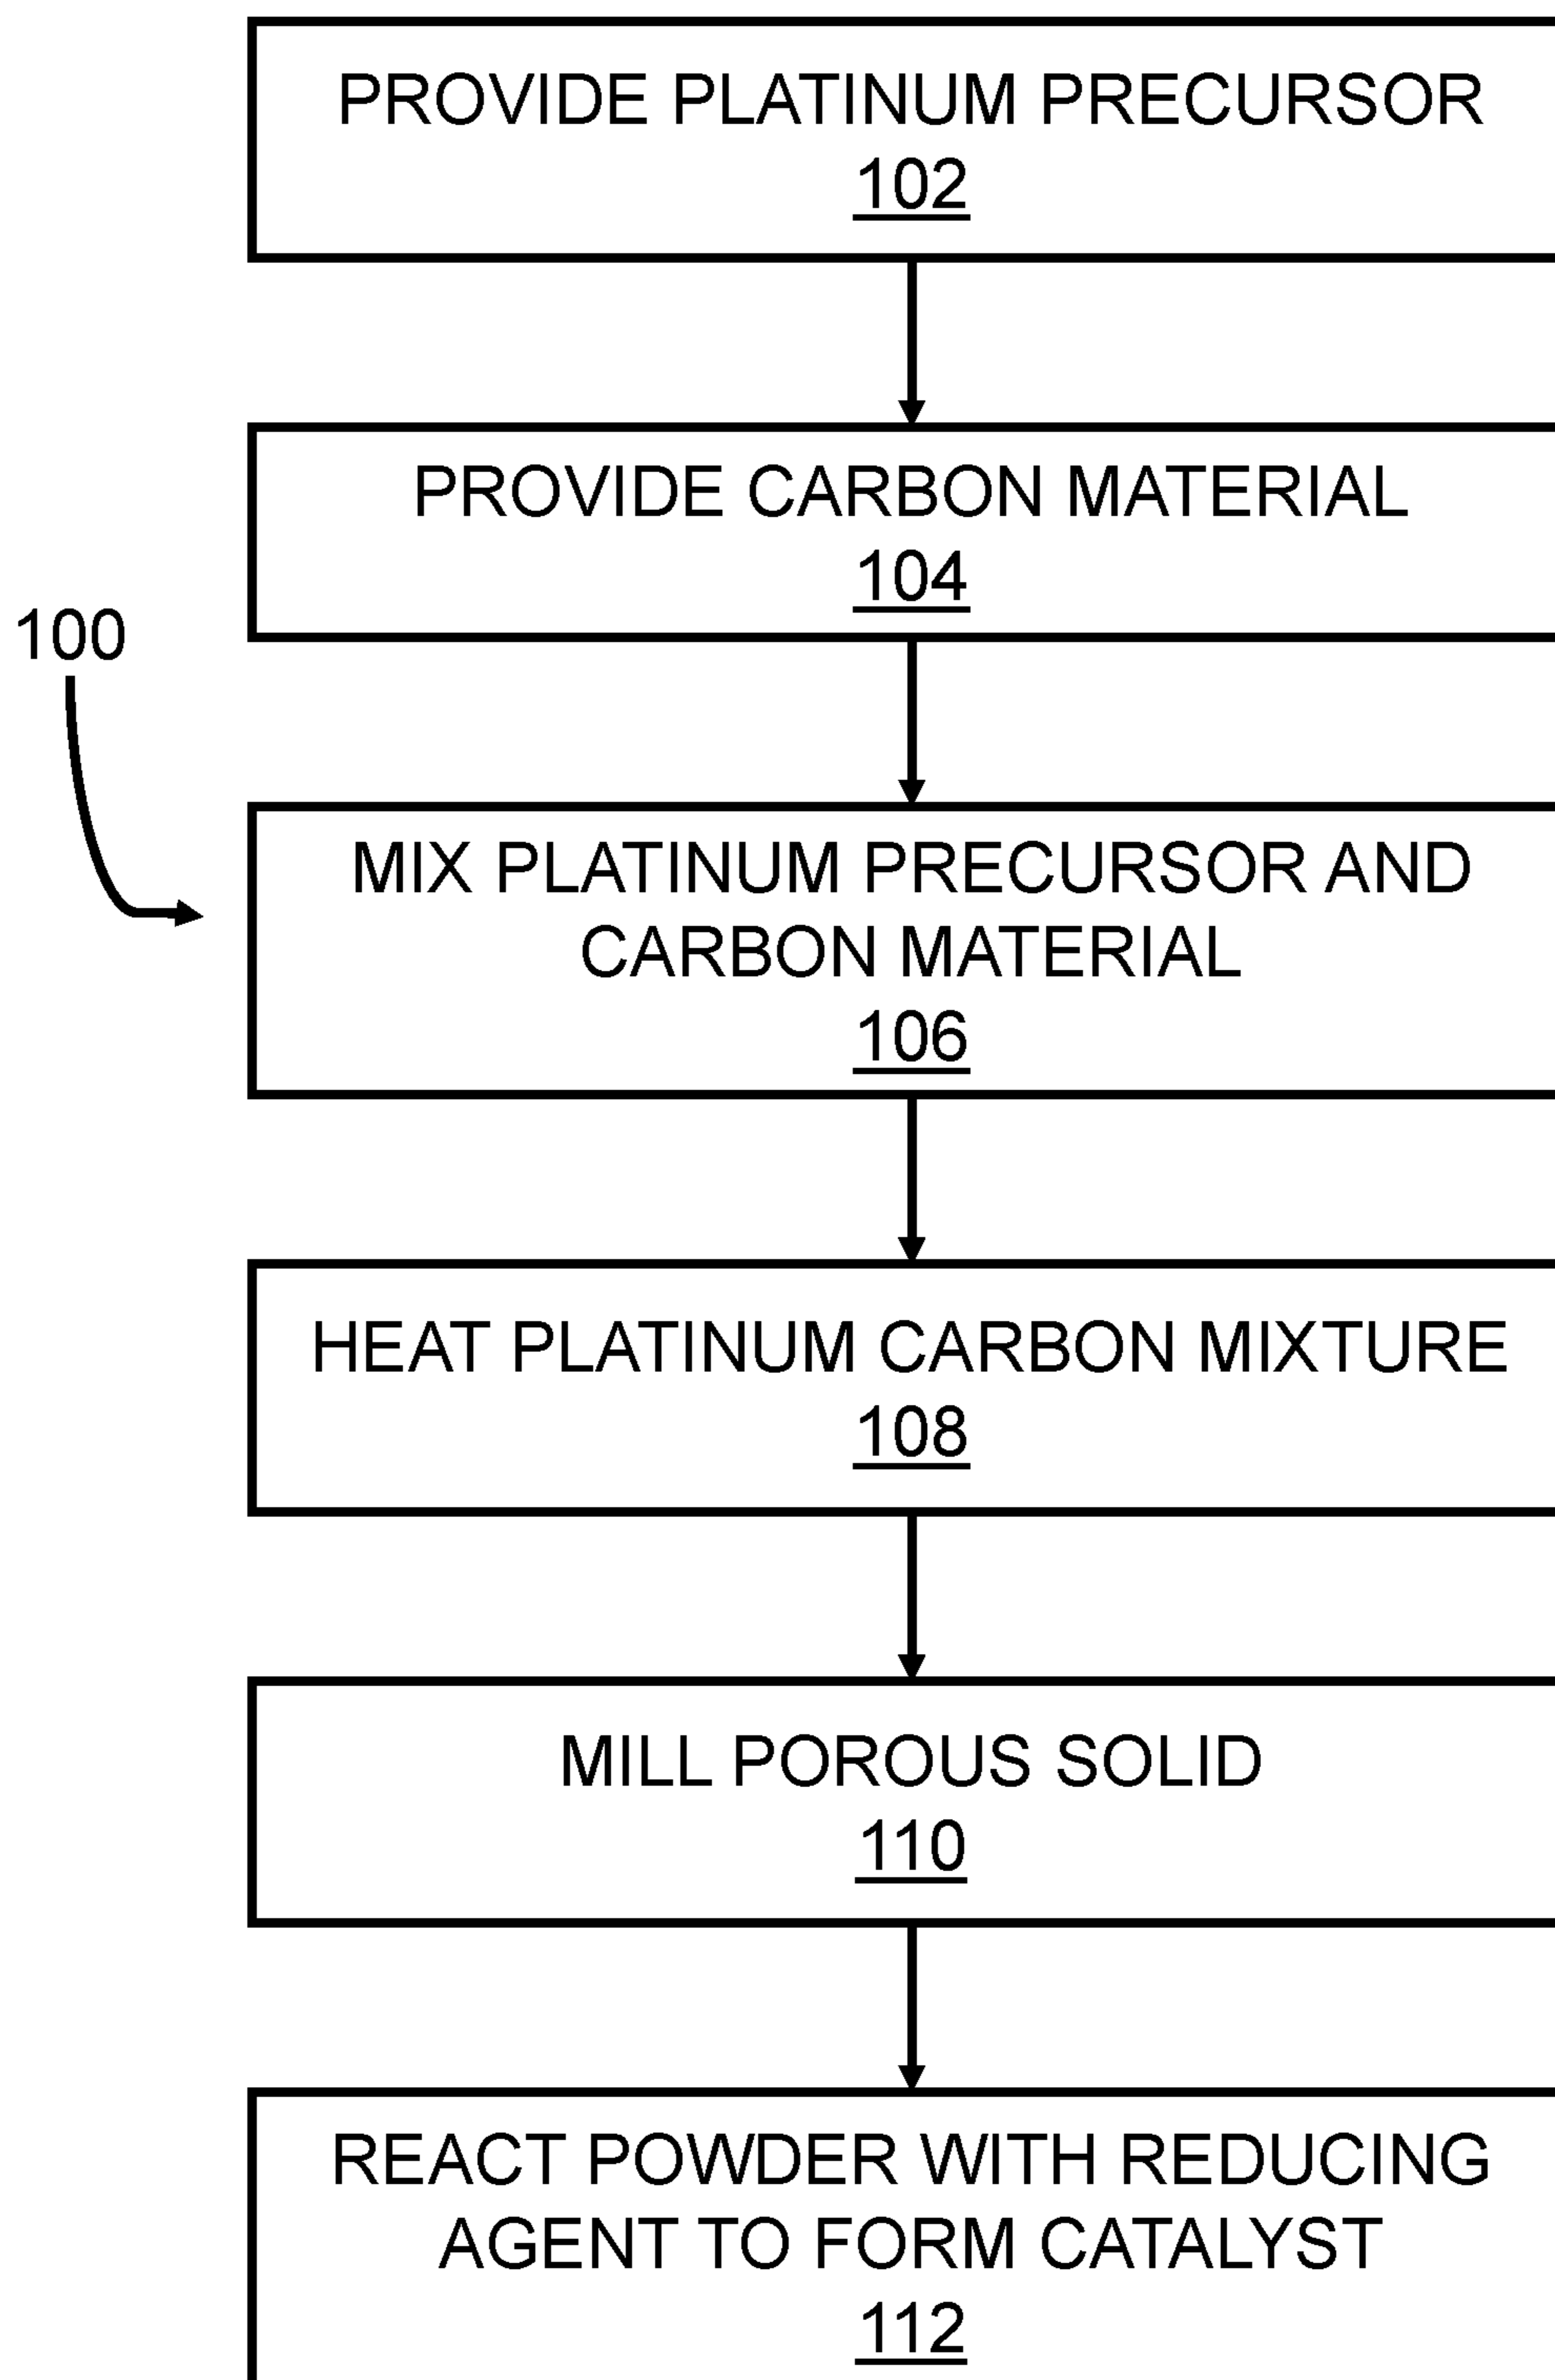 PROVIDE PLATINUM PRECURSOR
102
PROVIDE CARBON MATERIAL
104
100
MIX PLATINUM PRECURSOR AND
CARBON MATERIAL
106
HEAT PLATINUM CARBON MIXTURE
108
MILL POROUS SOLID
110
REACT POWDER WITH REDUCING
AGENT TO FORM CATALYST
112